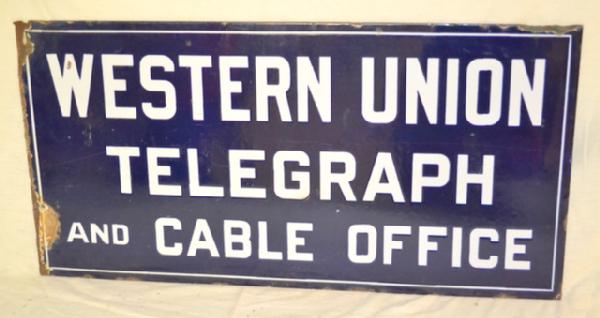 WESTERN UNION
TELEGRAPH
AND CABLE OFFICE